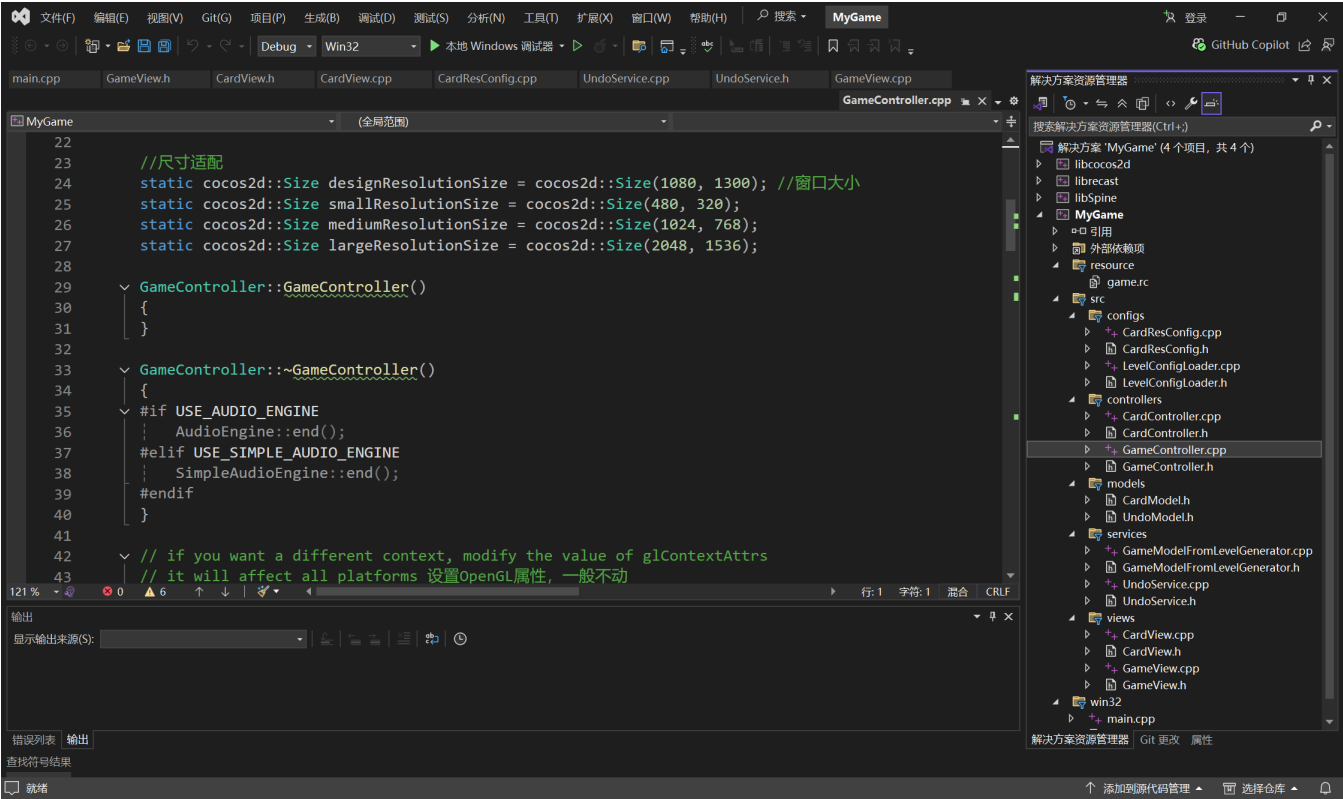 文件(F) 编辑(E) 视图(V) Git(G) 项目(P) 生成(B) 调试(D) 测试(S) 分析(N) 工具(T) 扩展(X) 窗口(W) 帮助(H) 搜索 MyGame 登录
Debug Win32 本地 Windows 调试器 GitHub Copilot
main.cpp GameView.h CardView.h CardView.cpp CardResConfig.cpp UndoService.cpp UndoService.h GameView.cpp
GameController.cpp
MyGame (全局范围)
22
23 //尺寸适配
24 static cocos2d::Size designResolutionSize = cocos2d::Size(1080, 1300); //窗口大小
25 static cocos2d::Size smallResolutionSize = cocos2d::Size(480, 320);
26 static cocos2d::Size mediumResolutionSize = cocos2d::Size(1024, 768);
27 static cocos2d::Size largeResolutionSize = cocos2d::Size(2048, 1536);
28
29 GameController::GameController()
30 {
31 }
32
33 GameController::~GameController()
34 {
35 #if USE_AUDIO_ENGINE
36 AudioEngine::end();
37 #elif USE_SIMPLE_AUDIO_ENGINE
38 SimpleAudioEngine::end();
39 #endif
40 }
41
42 // if you want a different context, modify the value of glContextAttrs
43 // it will affect all platforms 设置OpenGL属性，一般不动
121 % 0 6 行: 1 字符: 1 混合 CRLF
输出
显示输出来源(S):
错误列表 输出
查找符号结果
解决方案资源管理器
搜索解决方案资源管理器(Ctrl+;)
解决方案 'MyGame' (4 个项目，共 4 个)
libcocos2d
librecast
libSpine
MyGame
引用
外部依赖项
resource
game.rc
src
configs
CardResConfig.cpp
CardResConfig.h
LevelConfigLoader.cpp
LevelConfigLoader.h
controllers
CardController.cpp
CardController.h
GameController.cpp
GameController.h
models
CardModel.h
UndoModel.h
services
GameModelFromLevelGenerator.cpp
GameModelFromLevelGenerator.h
UndoService.cpp
UndoService.h
views
CardView.cpp
CardView.h
GameView.cpp
GameView.h
win32
main.cpp
解决方案资源管理器 Git 更改 属性
就绪 添加到源代码管理 选择仓库